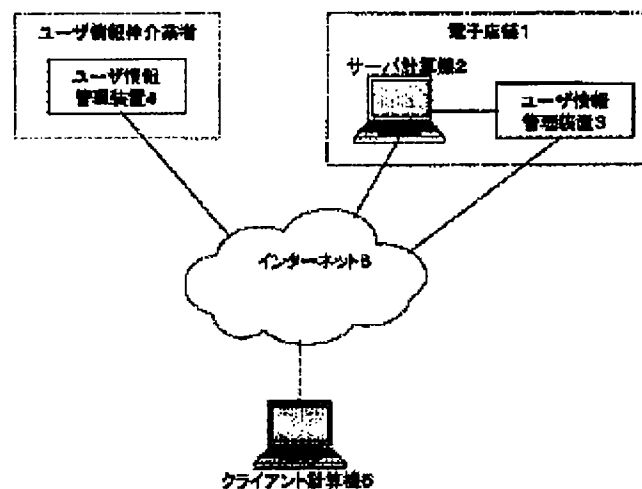 ユーザ情報仲介業者
ユーザ情報
管理装置4
電子店舗1
サーバ計算機2
ユーザ情報
管理装置3
インターネット6
クライアント計算機5